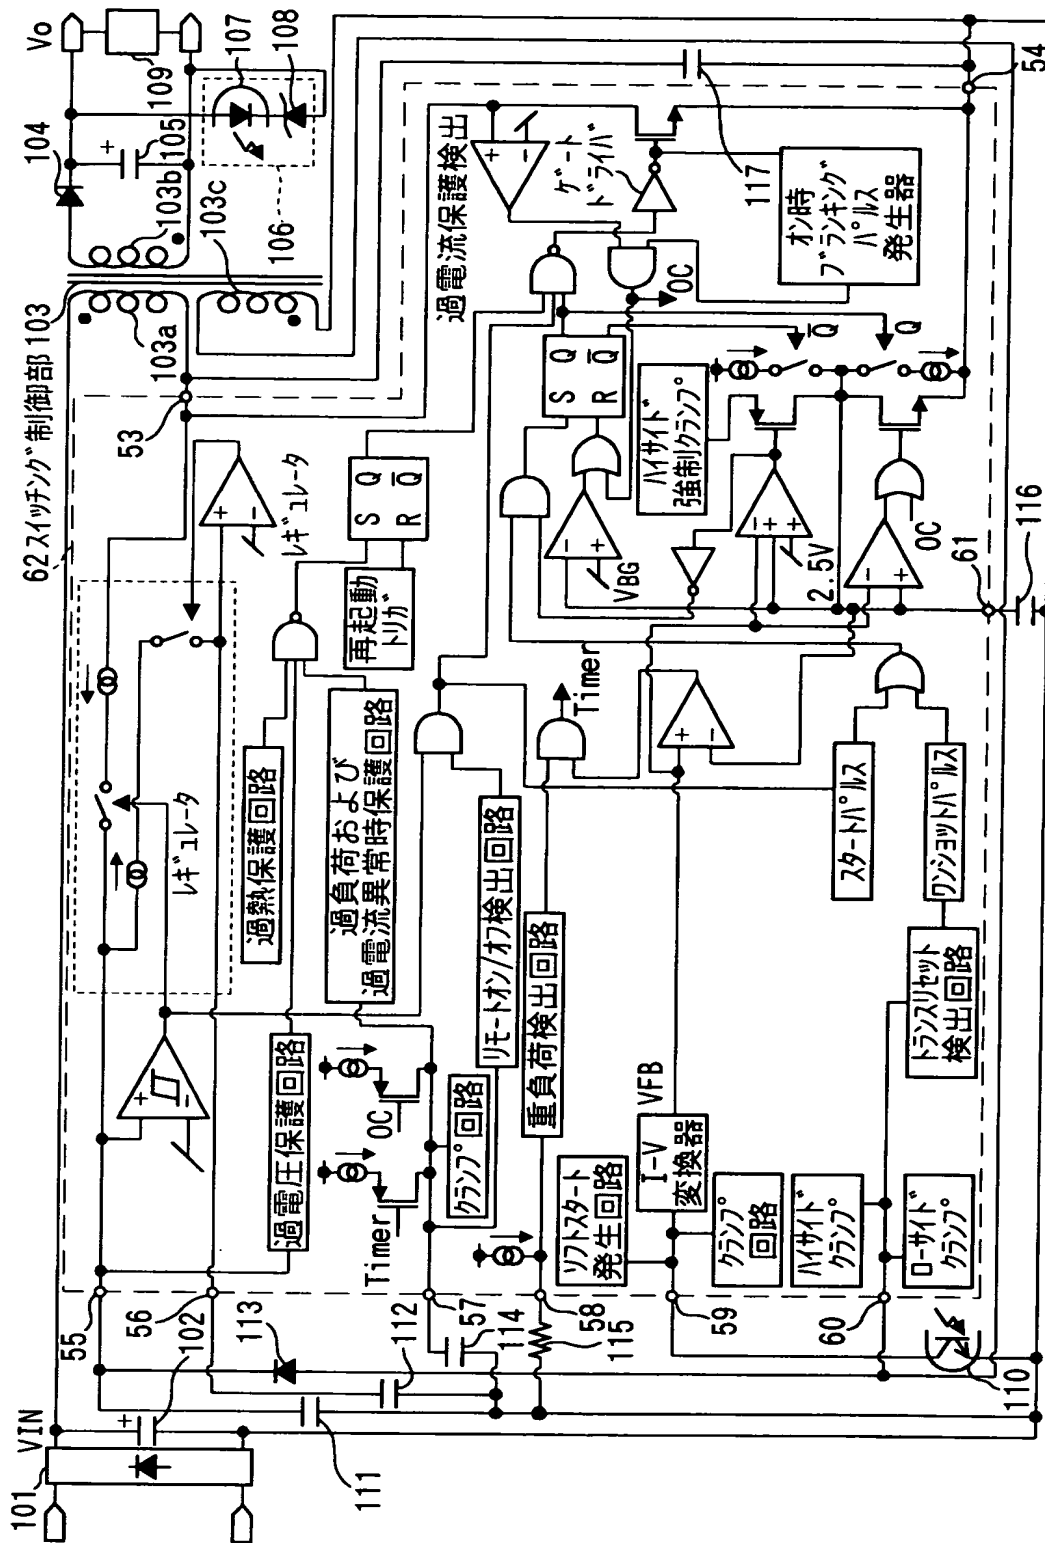 101
VIN
102
111
113
112
114
115
110
55
56
57
58
59
60
61
116
53
54
117
62 スイッチング制御部
103
103a
103b
103c
104
105
106
107
108
109
Vo
レギュレータ
レギュレータ
過熱保護回路
過電圧保護回路
過負荷および
過電流異常時保護回路
再起動
トリガ
S Q
R Q̅
Timer
OC
クランプ回路
リモートオン/オフ検出回路
重負荷検出回路
Timer
ソフトスタート
発生回路
I-V
変換器
VFB
クランプ
回路
ハイサイド
クランプ
ローサイド
クランプ
トランスリセット
検出回路
スタートパルス
ワンショットパルス
VBG
S Q
R Q̅
ハイサイド
強制クランプ
2.5V
OC
Q̅
Q
過電流保護検出
ゲート
ドライバ
OC
オン時
ブランキング
パルス
発生器
57